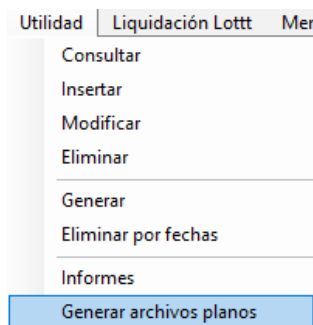 Utilidad Liquidación Lottt
Consultar
Insertar
Modificar
Eliminar
Generar
Eliminar por fechas
Informes
Generar archivos planos